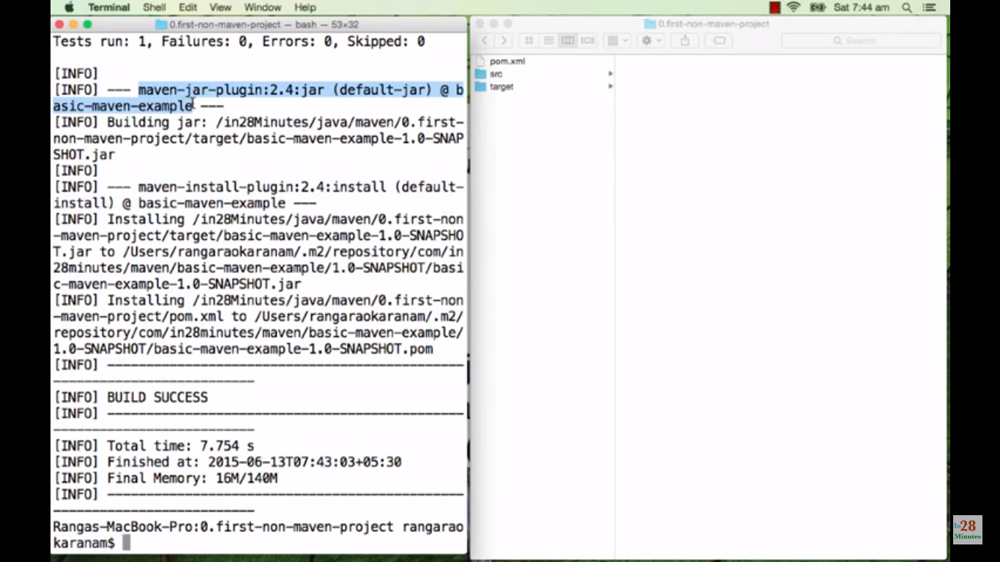 Terminal Shell Edit View Window Help Sat 7:44 am
0.first-non-maven-project — bash — 53×32
Tests run: 1, Failures: 0, Errors: 0, Skipped: 0
[INFO]
[INFO] --- maven-jar-plugin:2.4:jar (default-jar) @ b
asic-maven-example ---
[INFO] Building jar: /in28Minutes/java/maven/0.first-
non-maven-project/target/basic-maven-example-1.0-SNAP
SHOT.jar
[INFO]
[INFO] --- maven-install-plugin:2.4:install (default-
install) @ basic-maven-example ---
[INFO] Installing /in28Minutes/java/maven/0.first-non
-maven-project/target/basic-maven-example-1.0-SNAPSHO
T.jar to /Users/rangaraokaranam/.m2/repository/com/in
28minutes/maven/basic-maven-example/1.0-SNAPSHOT/basi
c-maven-example-1.0-SNAPSHOT.jar
[INFO] Installing /in28Minutes/java/maven/0.first-non
-maven-project/pom.xml to /Users/rangaraokaranam/.m2/
repository/com/in28minutes/maven/basic-maven-example/
1.0-SNAPSHOT/basic-maven-example-1.0-SNAPSHOT.pom
[INFO] ----------------------------------------------
--------------------------
[INFO] BUILD SUCCESS
[INFO] ----------------------------------------------
--------------------------
[INFO] Total time: 7.754 s
[INFO] Finished at: 2015-06-13T07:43:03+05:30
[INFO] Final Memory: 16M/140M
[INFO] ----------------------------------------------
--------------------------
Rangas-MacBook-Pro:0.first-non-maven-project rangarao
karanam$
0.first-non-maven-project
Search
pom.xml
src
target
In28
Minutes